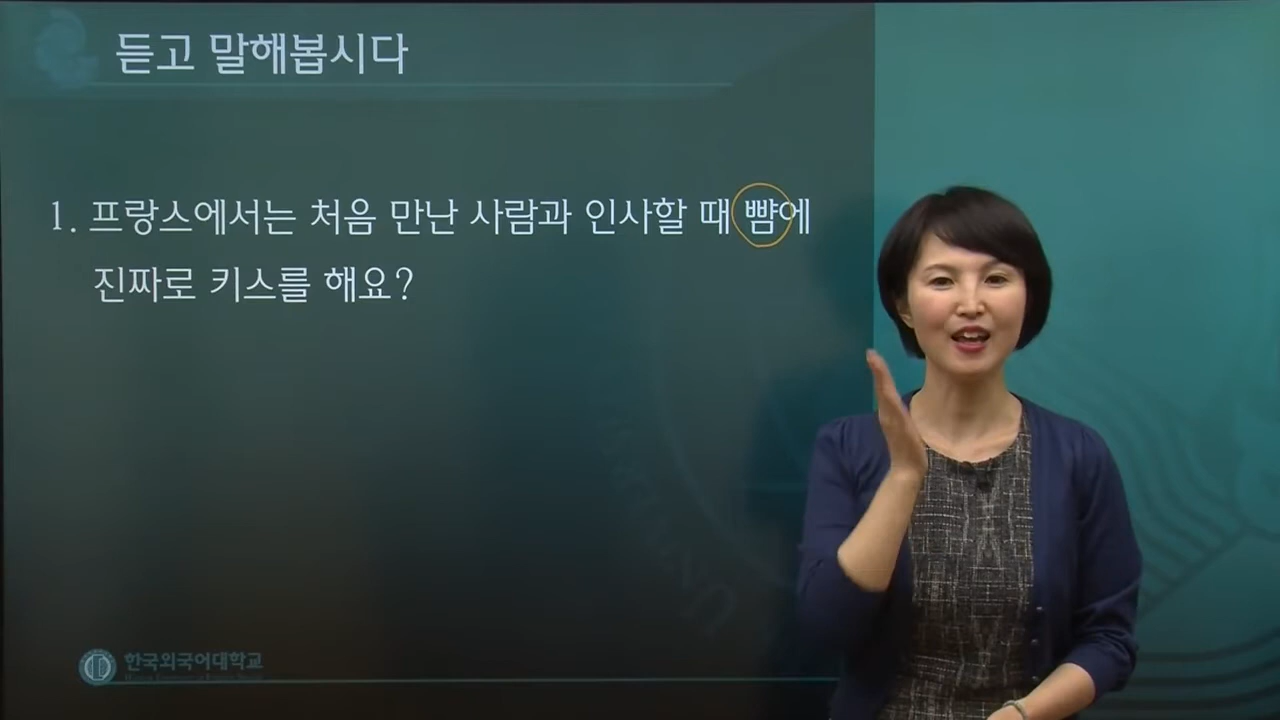 듣고 말해봅시다
1. 프랑스에서는 처음 만난 사람과 인사할 때 뺨에
진짜로 키스를 해요?
한국외국어대학교